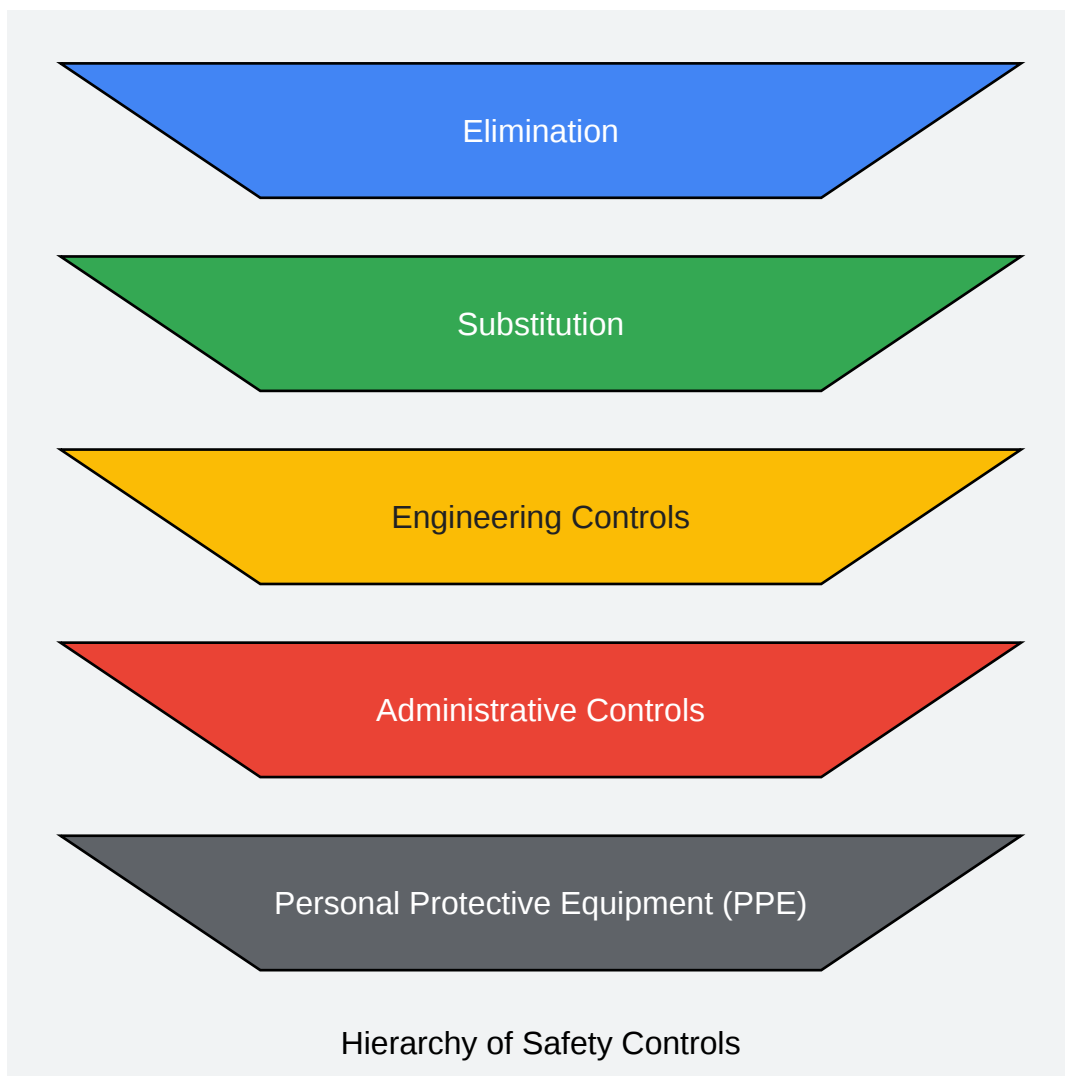 Elimination
Substitution
Engineering Controls
Administrative Controls
Personal Protective Equipment (PPE)
Hierarchy of Safety Controls